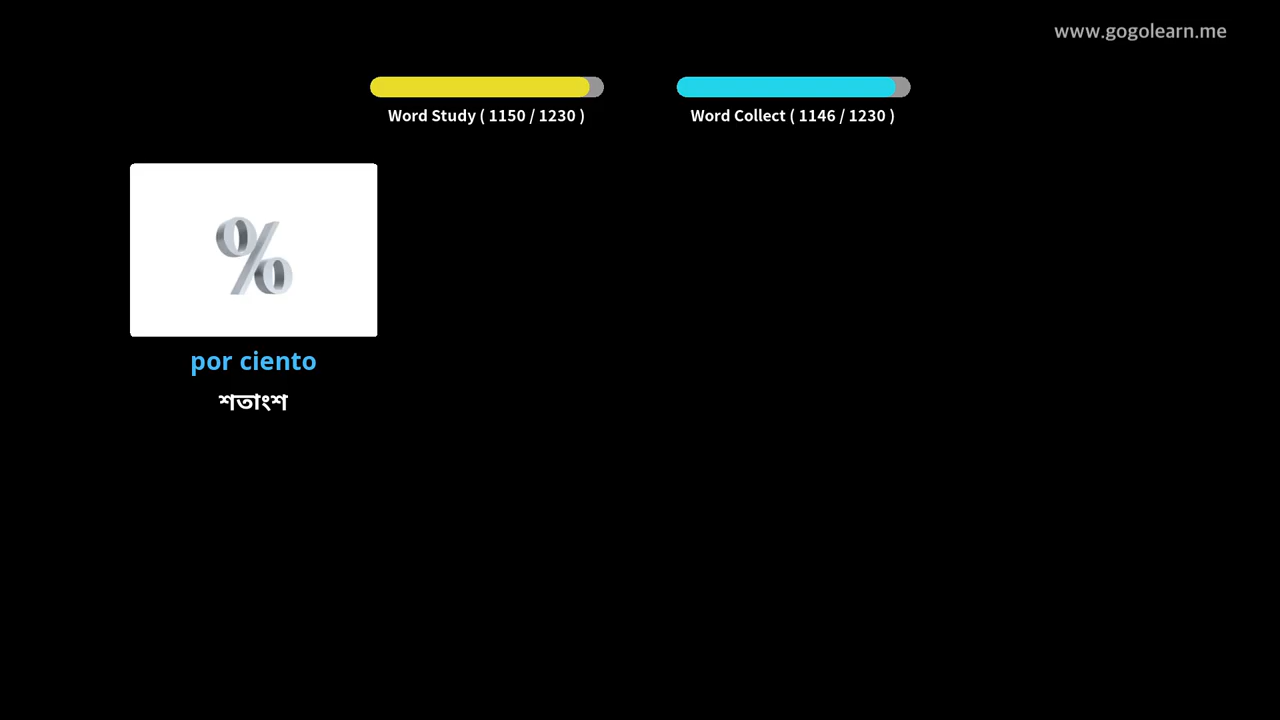 www.gogolearn.me
Word Study ( 1150 / 1230 )
Word Collect ( 1146 / 1230 )
%
por ciento
শতাংশ